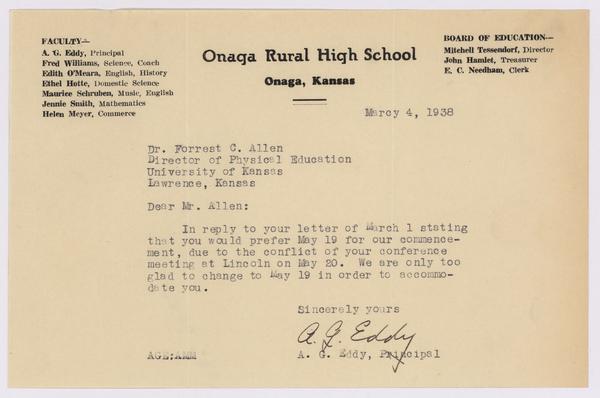 FACULTY—
A. G. Eddy, Principal
Fred Williams, Science, Coach
Edith O'Meara, English, History
Ethel Hotte, Domestic Science
Maurice Schruben, Music, English
Jennie Smith, Mathematics
Helen Meyer, Commerce
Onaga Rural High School
Onaga, Kansas
BOARD OF EDUCATION—
Mitchell Tessendorf, Director
John Hamlet, Treasurer
E. C. Needham, Clerk
Marcy 4, 1938
Dr. Forrest C. Allen
Director of Physical Education
University of Kansas
Lawrence, Kansas
Dear Mr. Allen:
In reply to your letter of March 1 stating
that you would prefer May 19 for our commence-
ment, due to the conflict of your conference
meeting at Lincoln on May 20. We are only too
glad to change to May 19 in order to accommo-
date you.
Sincerely yours
A. G. Eddy
AGE:AMM
A. G. Eddy, Principal